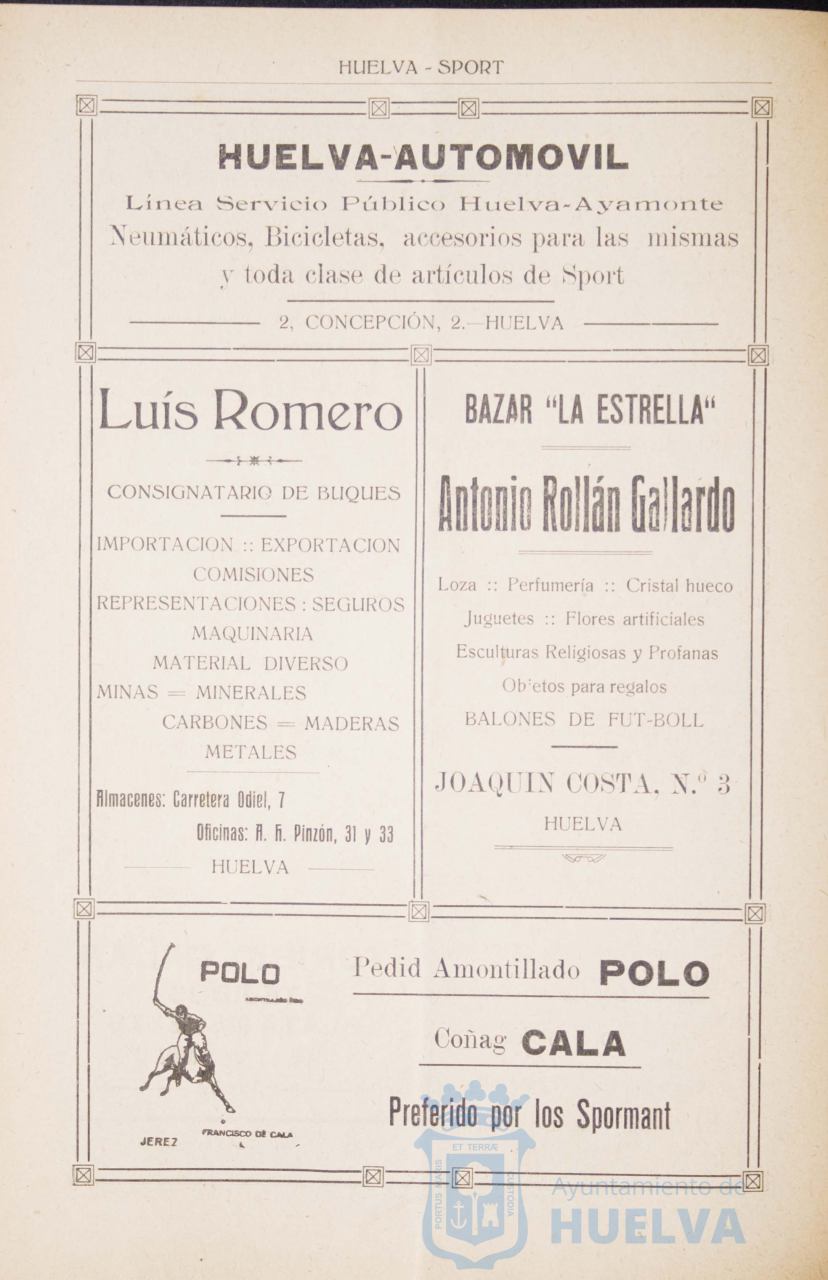 HUELVA - SPORT
HUELVA-AUTOMOVIL
Línea Servicio Público Huelva-Ayamonte
Neumáticos, Bicicletas, accesorios para las mismas
y toda clase de artículos de Sport
2, CONCEPCIÓN, 2.—HUELVA
Luís Romero
CONSIGNATARIO DE BUQUES
IMPORTACION :: EXPORTACION
COMISIONES
REPRESENTACIONES : SEGUROS
MAQUINARIA
MATERIAL DIVERSO
MINAS = MINERALES
CARBONES = MADERAS
METALES
Almacenes: Carretera Odiel, 7
Oficinas: A. H. Pinzón, 31 y 33
HUELVA
BAZAR "LA ESTRELLA"
Antonio Rollán Gallardo
Loza :: Perfumería :: Cristal hueco
Juguetes :: Flores artificiales
Esculturas Religiosas y Profanas
Objetos para regalos
BALONES DE FUT-BOLL
JOAQUIN COSTA, N.º 3
HUELVA
POLO
FRANCISCO DE CALA
JEREZ
Pedid Amontillado POLO
Coñag CALA
Preferido por los Spormant
ET TERRÆ
PORTUS MARIS
CUSTODIA
Ayuntamiento de
HUELVA